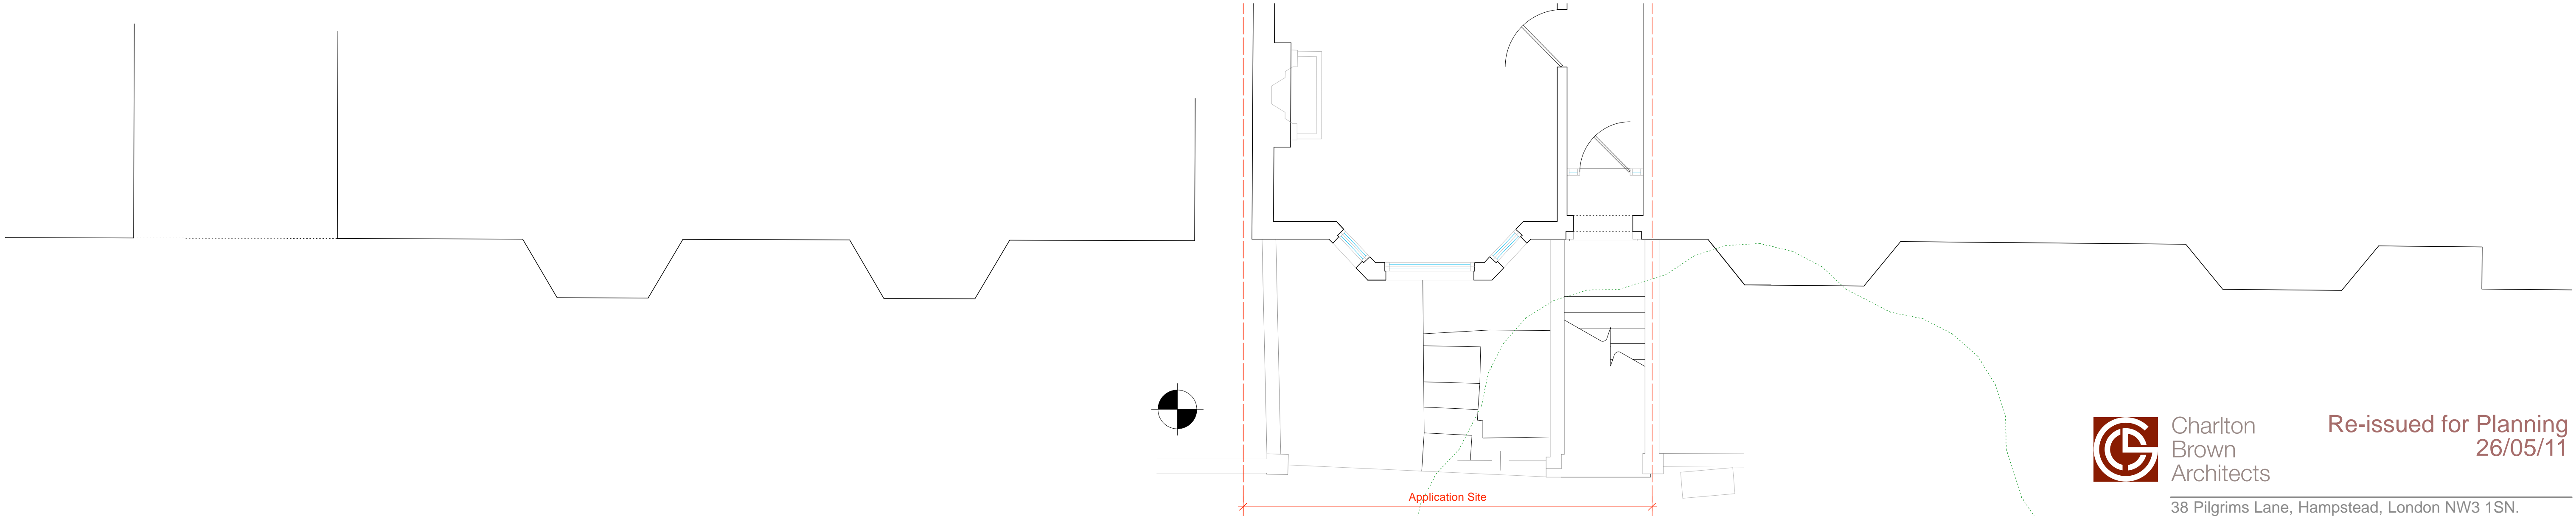 Application Site
Charlton
Brown
Architects
Re-issued for Planning
26/05/11
38 Pilgrims Lane, Hampstead, London NW3 1SN.